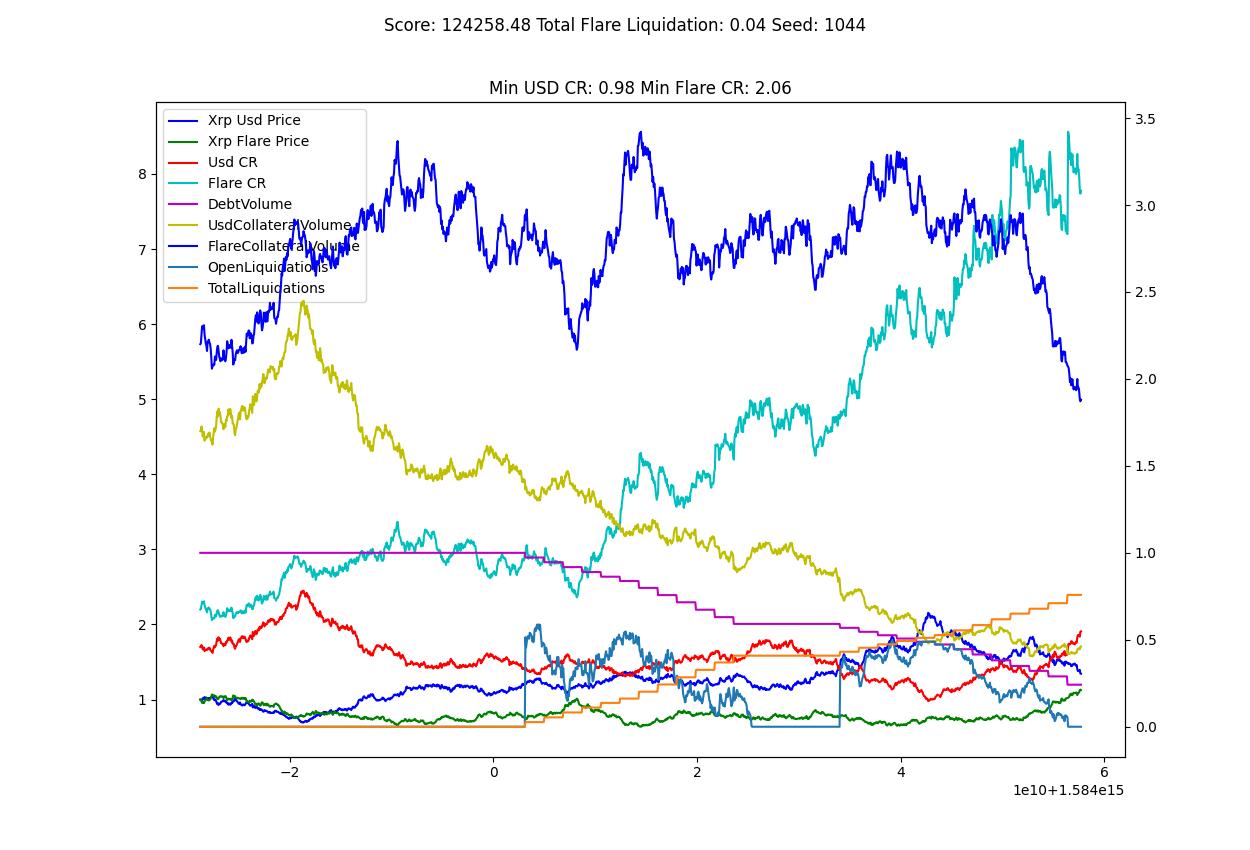 Score: 124258.48 Total Flare Liquidation: 0.04 Seed: 1044
Min USD CR: 0.98 Min Flare CR: 2.06
Xrp Usd Price
Xrp Flare Price
Usd CR
Flare CR
DebtVolume
UsdCollateralVolume
FlareCollateralVolume
OpenLiquidations
TotalLiquidations
8
7
6
5
4
3
2
1
3.5
3.0
2.5
2.0
1.5
1.0
0.5
0.0
−2
0
2
4
6
1e10+1.584e15